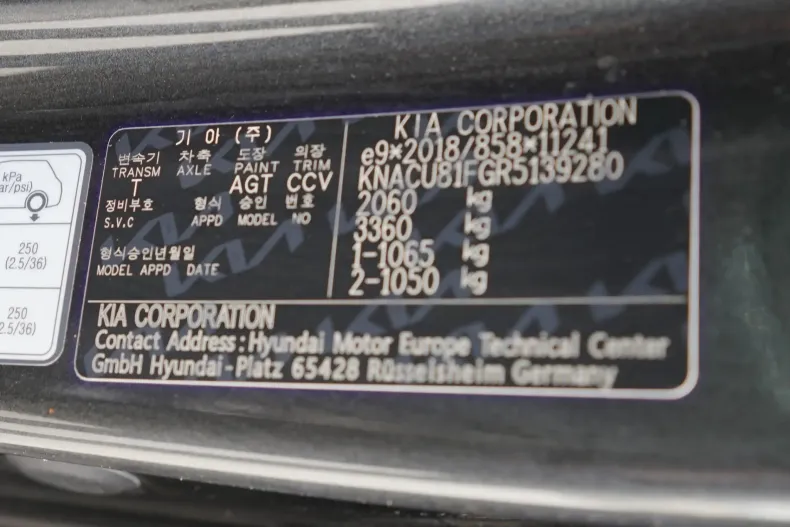 kPa
ar/psi)
250
(2.5/36)
250
2.5/36)
기 아 (주)
변속기 차축 도장 의장
TRANSM AXLE PAINT TRIM
T AGT CCV
정비부호 형식 승인 번호
S.V.C APPD MODEL NO
형식승인년월일
MODEL APPD DATE
KIA CORPORATION
e9*2018/858*11241
KNACU81FGR5139280
2060 kg
3360 kg
1-1065 kg
2-1050 kg
KIA CORPORATION
Contact Address : Hyundai Motor Europe Technical Center
GmbH Hyundai-Platz 65428 Rüsselsheim Germany